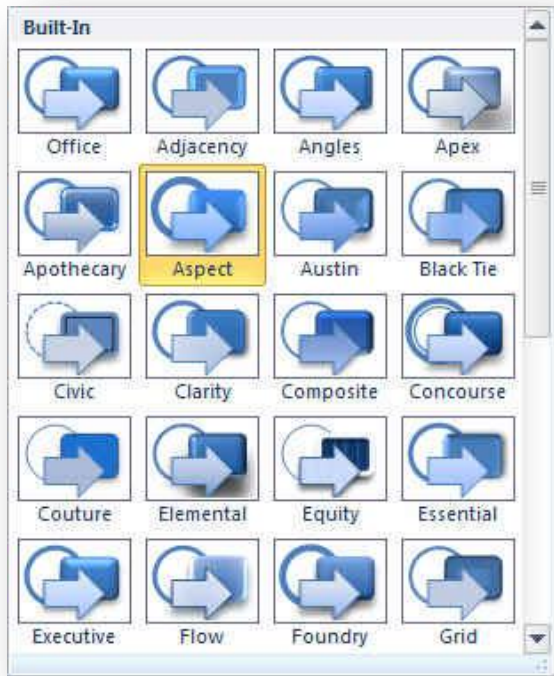 Built-In
Office Adjacency Angles Apex
Apothecary Aspect Austin Black Tie
Civic Clarity Composite Concourse
Couture Elemental Equity Essential
Executive Flow Foundry Grid